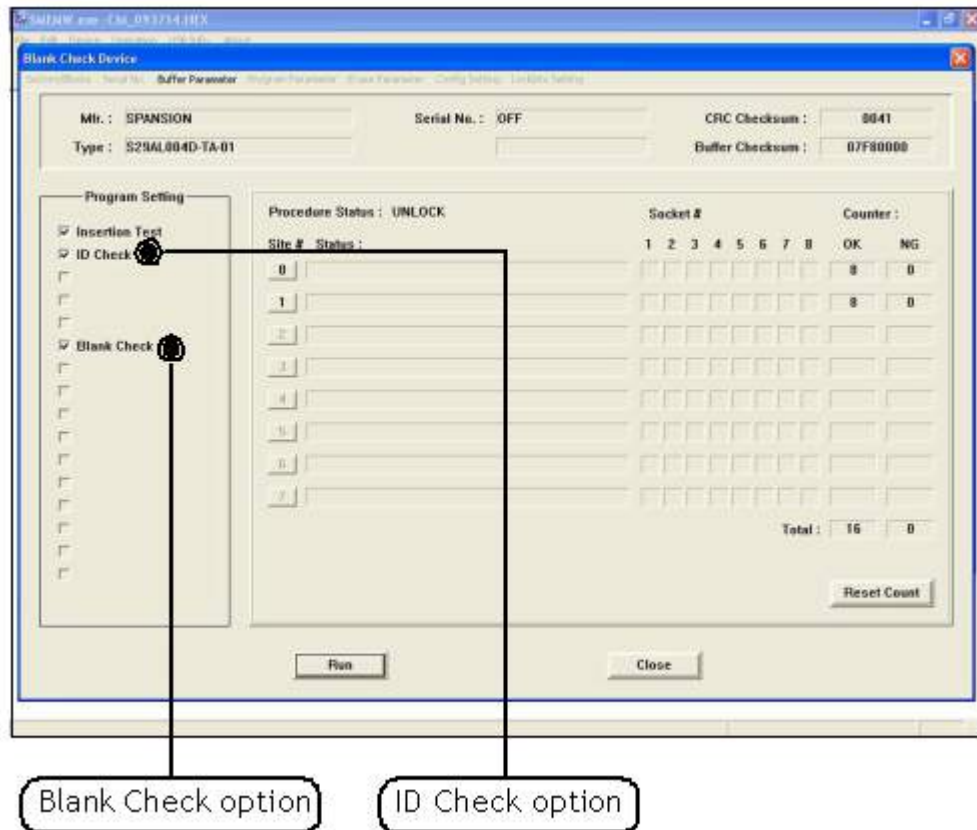 Blank Check Device
Buffer Parameter
Mfr. : SPANSION Serial No. : OFF CRC Checksum : 0041
Type : S29AL004D-TA-01 Buffer Checksum : 07F80000
Program Setting
Insertion Test
ID Check
Blank Check
Procedure Status : UNLOCK Socket # Counter :
Site # Status : 1 2 3 4 5 6 7 8 OK NG
0 8 0
1 8 0
2
3
4
5
6
7
Total : 16 0
Reset Count
Run Close
Blank Check option ID Check option